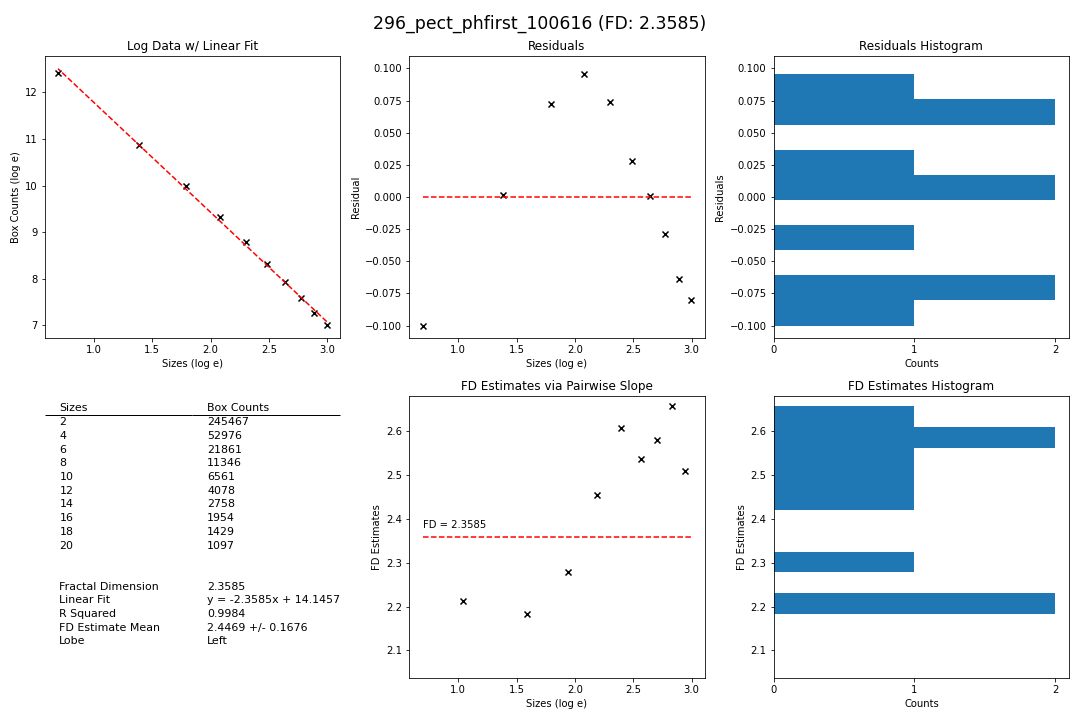 296_pect_phfirst_100616 (FD: 2.3585)
Log Data w/ Linear Fit
12
11
10
9
8
7
Box Counts (log e)
1.0 1.5 2.0 2.5 3.0
Sizes (log e)
Residuals
0.100
0.075
0.050
0.025
0.000
−0.025
−0.050
−0.075
−0.100
Residual
1.0 1.5 2.0 2.5 3.0
Sizes (log e)
Residuals Histogram
0.100
0.075
0.050
0.025
0.000
−0.025
−0.050
−0.075
−0.100
Residuals
0 1 2
Counts
Sizes Box Counts
2 245467
4 52976
6 21861
8 11346
10 6561
12 4078
14 2758
16 1954
18 1429
20 1097
Fractal Dimension 2.3585
Linear Fit y = -2.3585x + 14.1457
R Squared 0.9984
FD Estimate Mean 2.4469 +/- 0.1676
Lobe Left
FD Estimates via Pairwise Slope
2.6
2.5
2.4
2.3
2.2
2.1
FD Estimates
FD = 2.3585
1.0 1.5 2.0 2.5 3.0
Sizes (log e)
FD Estimates Histogram
2.6
2.5
2.4
2.3
2.2
2.1
FD Estimates
0 1 2
Counts